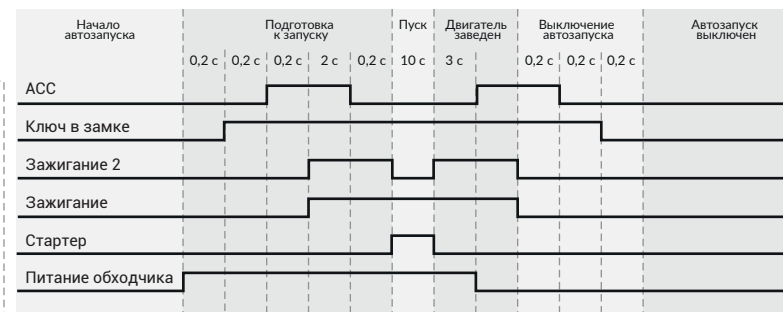 Начало
автозапуска
Подготовка
к запуску
Пуск
Двигатель
заведен
Выключение
автозапуска
Автозапуск
выключен
0,2 с 0,2 с 0,2 с 2 с 0,2 с 10 с 3 с 0,2 с 0,2 с 0,2 с
ACC
Ключ в замке
Зажигание 2
Зажигание
Стартер
Питание обходчика